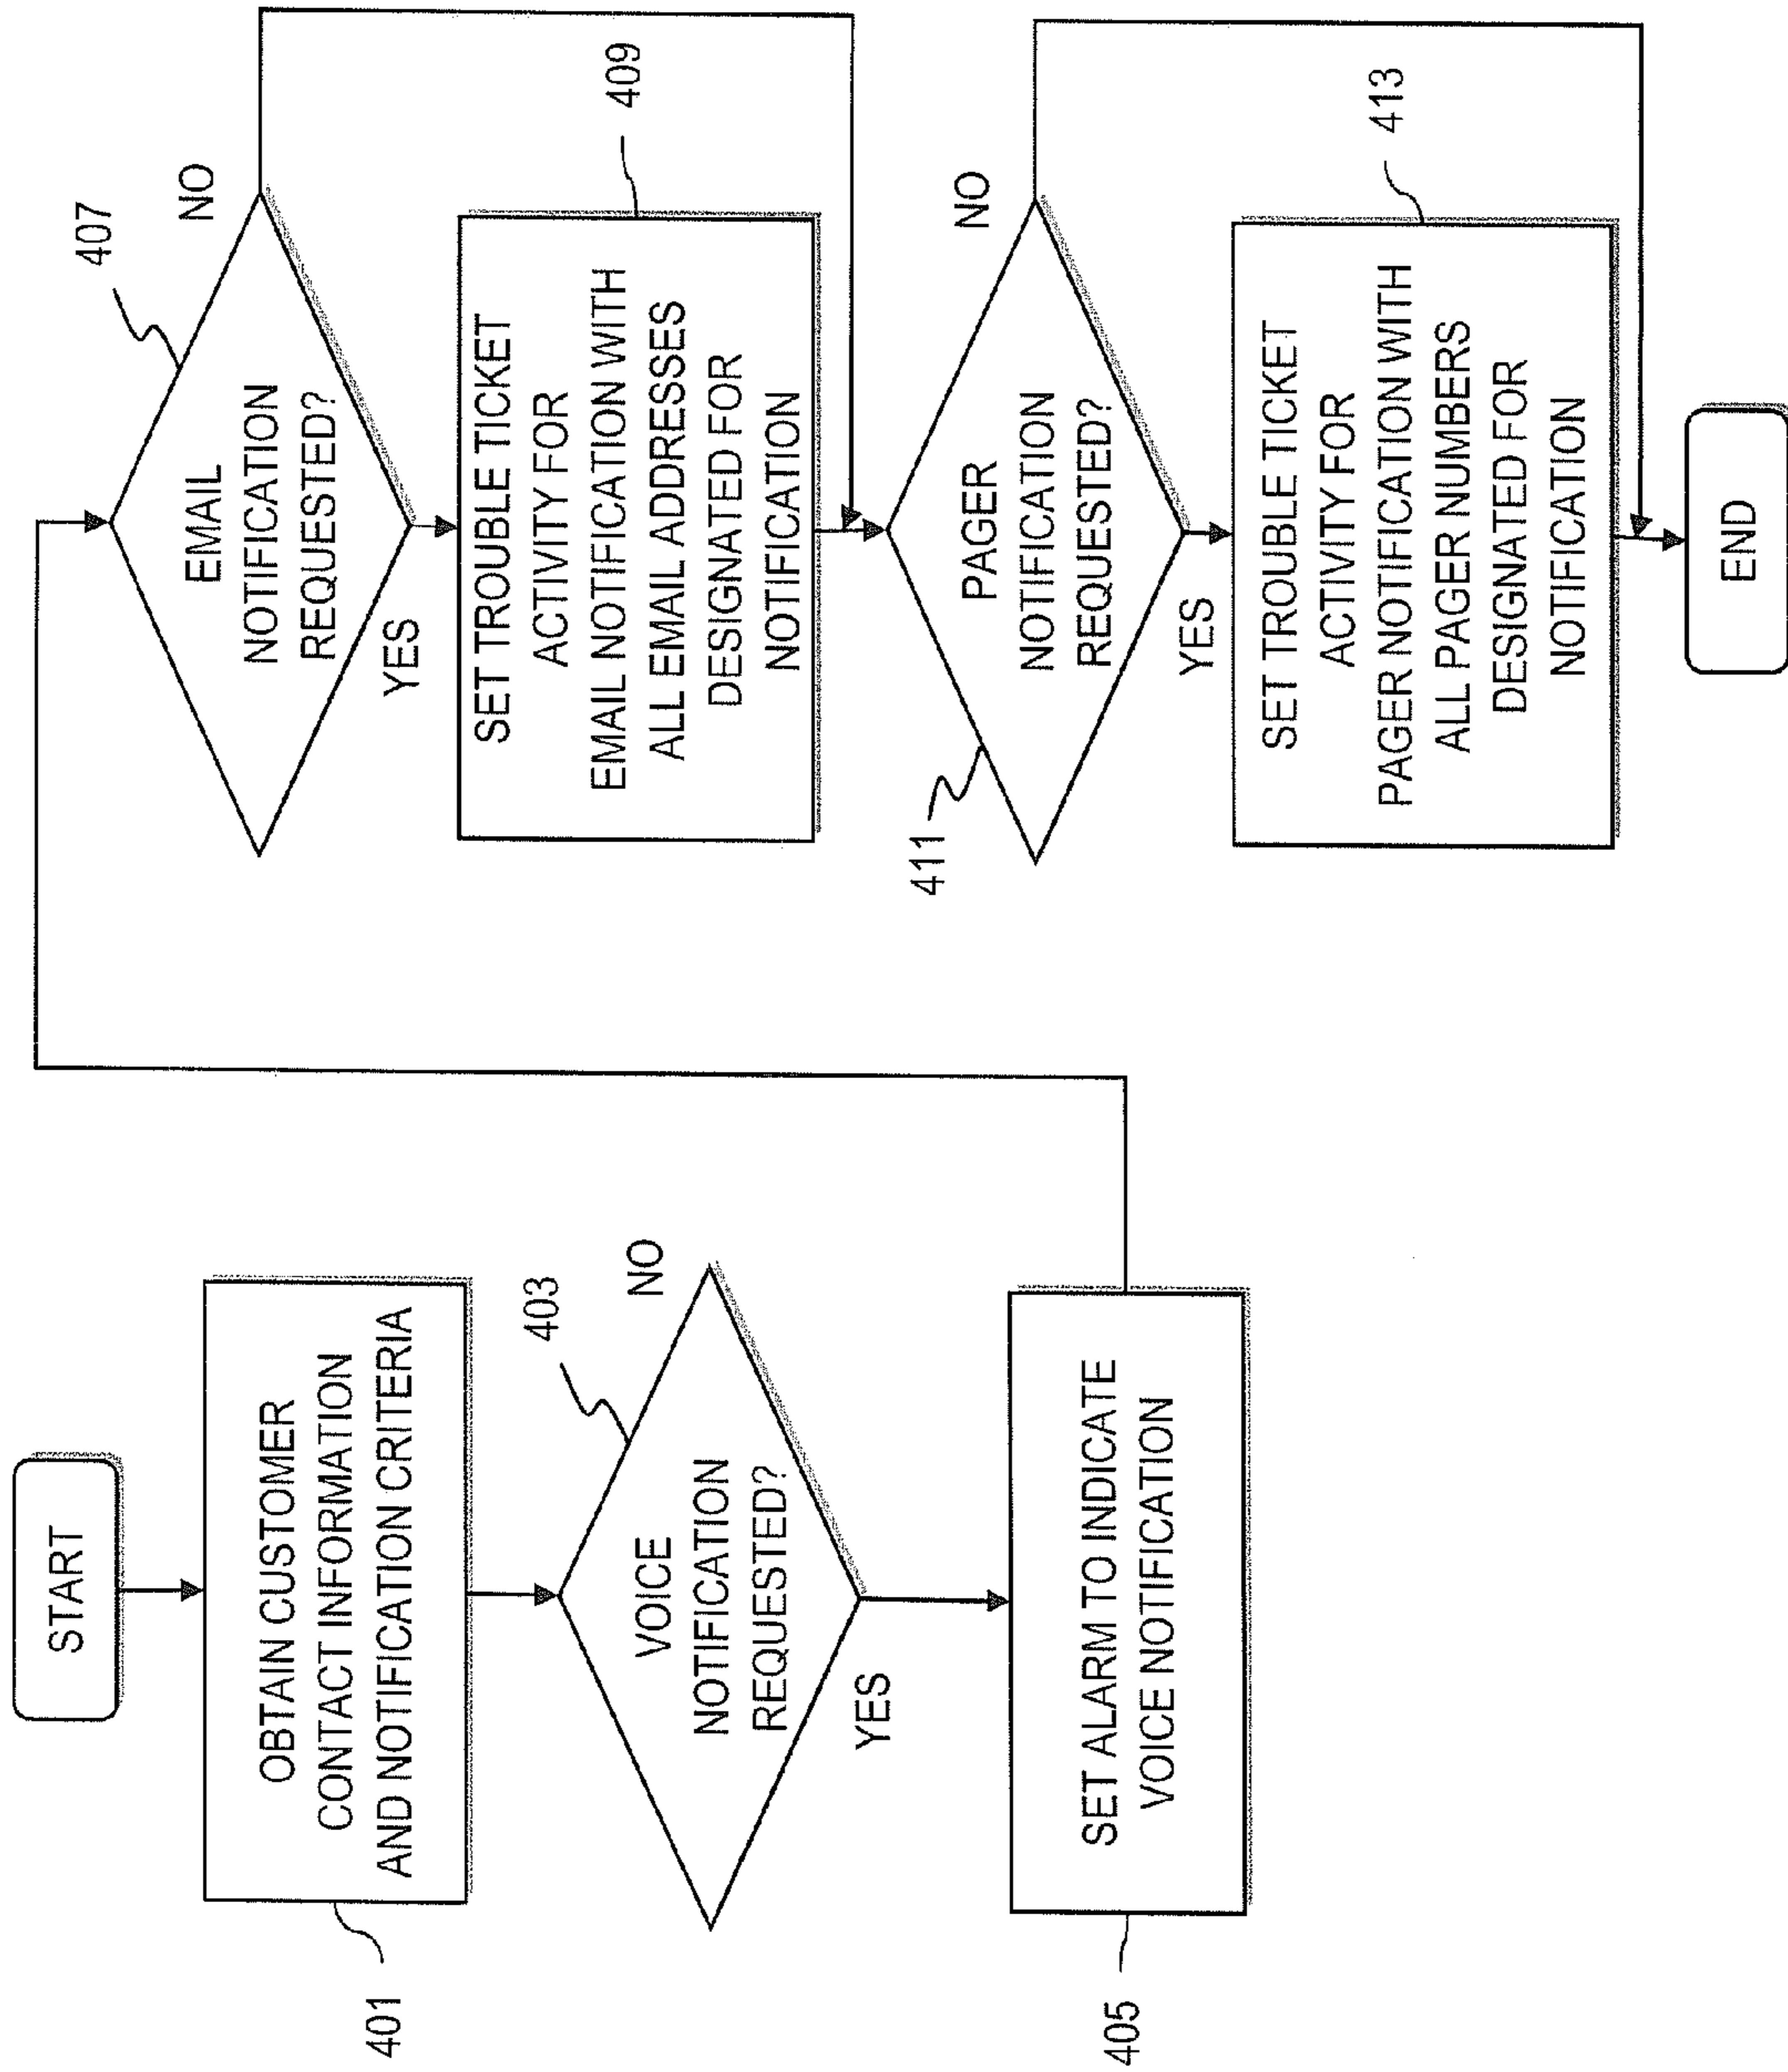 START
OBTAIN CUSTOMER
CONTACT INFORMATION
AND NOTIFICATION CRITERIA
401
VOICE
NOTIFICATION
REQUESTED?
403
NO
YES
SET ALARM TO INDICATE
VOICE NOTIFICATION
405
EMAIL
NOTIFICATION
REQUESTED?
407
NO
YES
SET TROUBLE TICKET
ACTIVITY FOR
EMAIL NOTIFICATION WITH
ALL EMAIL ADDRESSES
DESIGNATED FOR
NOTIFICATION
409
PAGER
NOTIFICATION
REQUESTED?
411
NO
YES
SET TROUBLE TICKET
ACTIVITY FOR
PAGER NOTIFICATION WITH
ALL PAGER NUMBERS
DESIGNATED FOR
NOTIFICATION
413
END